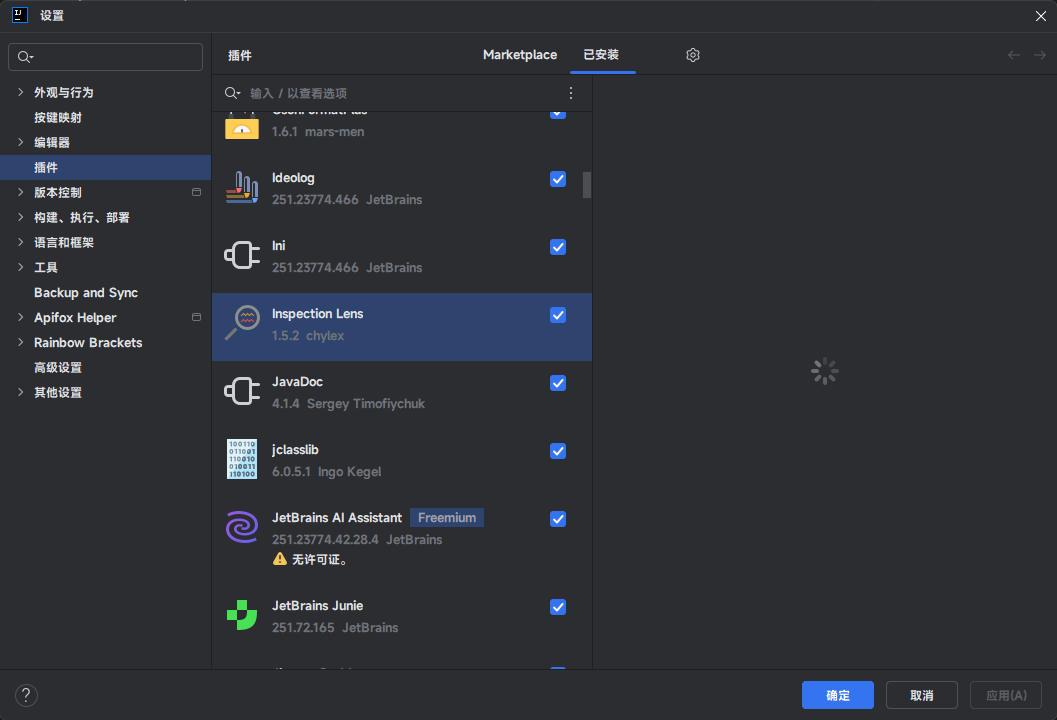 设置
插件
Marketplace
已安装
外观与行为
按键映射
编辑器
插件
版本控制
构建、执行、部署
语言和框架
工具
Backup and Sync
Apifox Helper
Rainbow Brackets
高级设置
其他设置
输入 / 以查看选项
1.6.1 mars-men
Ideolog
251.23774.466 JetBrains
Ini
251.23774.466 JetBrains
Inspection Lens
1.5.2 chylex
JavaDoc
4.1.4 Sergey Timofiychuk
jclasslib
6.0.5.1 Ingo Kegel
JetBrains AI Assistant Freemium
251.23774.42.28.4 JetBrains
无许可证。
JetBrains Junie
251.72.165 JetBrains
?
确定
取消
应用(A)